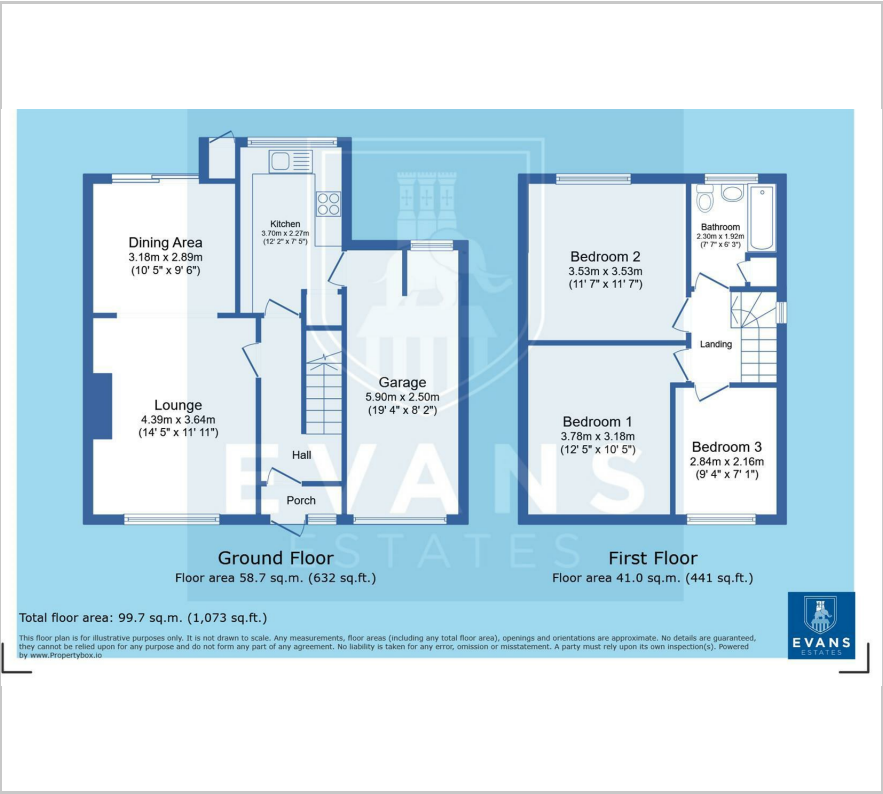 Kitchen
3.70m x 2.27m
(12' 2" x 7' 5")
Dining Area
3.18m x 2.89m
(10' 5" x 9' 6")
Lounge
4.39m x 3.64m
(14' 5" x 11' 11")
Garage
5.90m x 2.50m
(19' 4" x 8' 2")
Hall
Porch
Bathroom
2.30m x 1.92m
(7' 7" x 6' 3")
Bedroom 2
3.53m x 3.53m
(11' 7" x 11' 7")
Landing
Bedroom 1
3.78m x 3.18m
(12' 5" x 10' 5")
Bedroom 3
2.84m x 2.16m
(9' 4" x 7' 1")
EVANS
ESTATES
Ground Floor
Floor area 58.7 sq.m. (632 sq.ft.)
First Floor
Floor area 41.0 sq.m. (441 sq.ft.)
Total floor area: 99.7 sq.m. (1,073 sq.ft.)
This floor plan is for illustrative purposes only. It is not drawn to scale. Any measurements, floor areas (including any total floor area), openings and orientations are approximate. No details are guaranteed,
they cannot be relied upon for any purpose and do not form any part of any agreement. No liability is taken for any error, omission or misstatement. A party must rely upon its own inspection(s). Powered
by www.Propertybox.io
EVANS
ESTATES